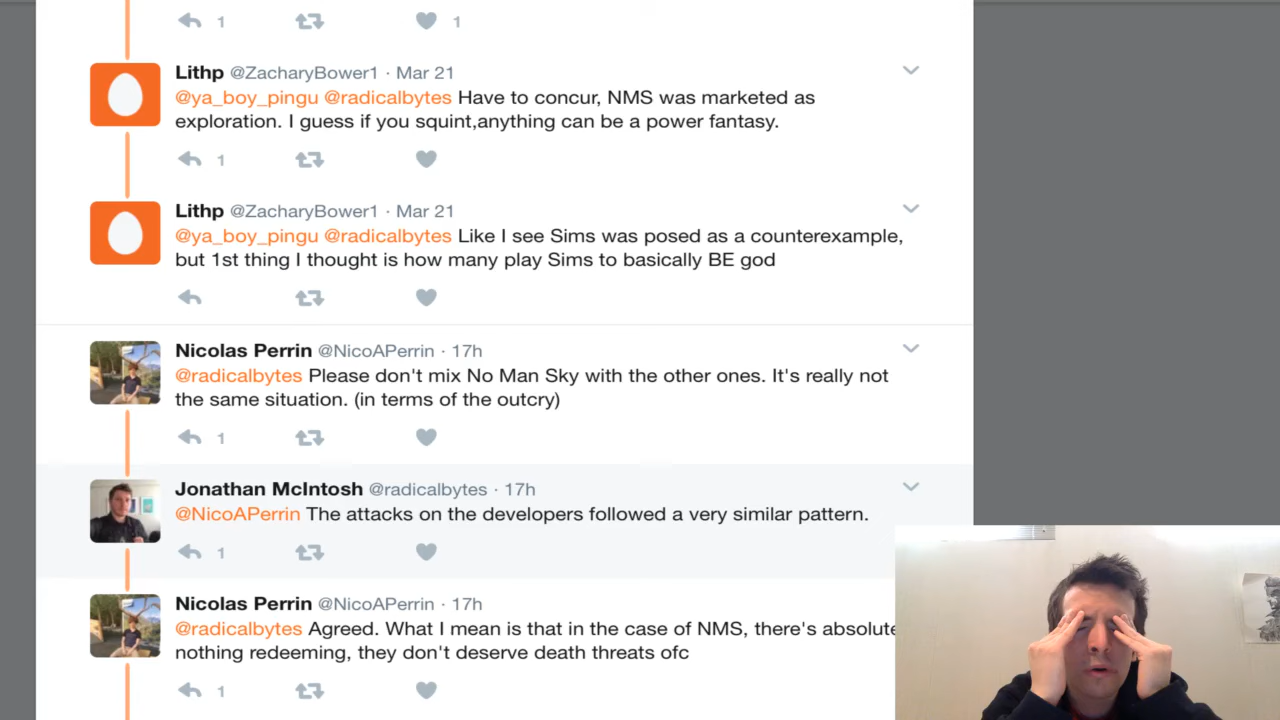 1 1
Lithp @ZacharyBower1 · Mar 21
@ya_boy_pingu @radicalbytes Have to concur, NMS was marketed as
exploration. I guess if you squint,anything can be a power fantasy.
1
Lithp @ZacharyBower1 · Mar 21
@ya_boy_pingu @radicalbytes Like I see Sims was posed as a counterexample,
but 1st thing I thought is how many play Sims to basically BE god
Nicolas Perrin @NicoAPerrin · 17h
@radicalbytes Please don't mix No Man Sky with the other ones. It's really not
the same situation. (in terms of the outcry)
1
Jonathan McIntosh @radicalbytes · 17h
@NicoAPerrin The attacks on the developers followed a very similar pattern.
1
Nicolas Perrin @NicoAPerrin · 17h
@radicalbytes Agreed. What I mean is that in the case of NMS, there's absolute
nothing redeeming, they don't deserve death threats ofc
1